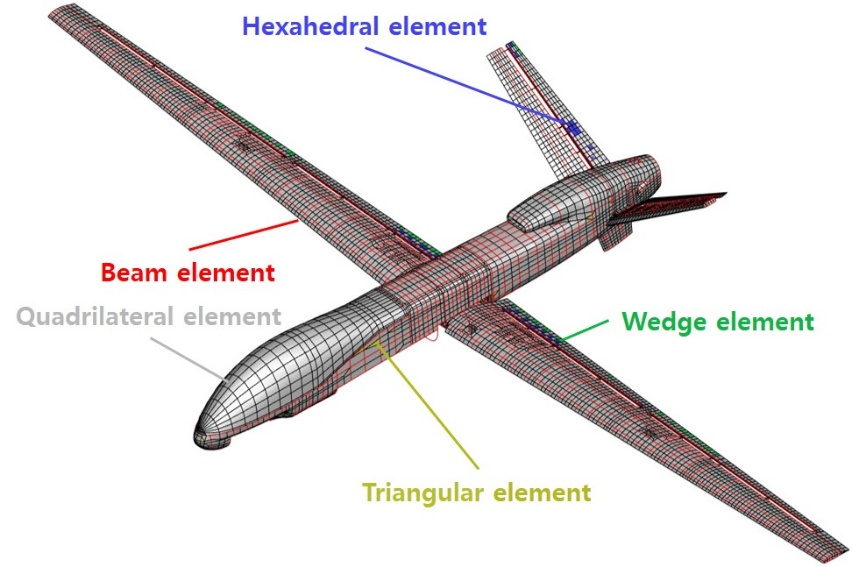 Hexahedral element
Beam element
Quadrilateral element
Wedge element
Triangular element